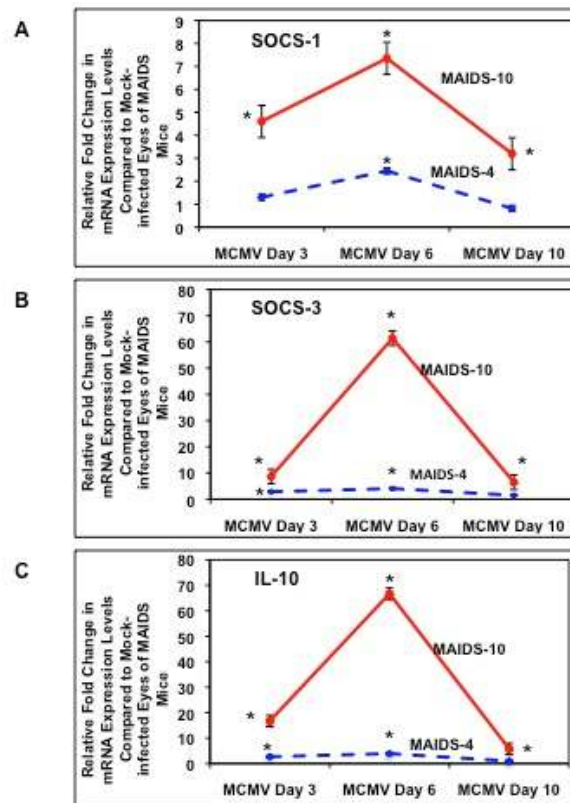 A
SOCS-1
Relative Fold Change in
mRNA Expression Levels
Compared to Mock-
infected Eyes of MAIDS
Mice
9
8
7
6
5
4
3
2
1
0
*
*
*
*
MAIDS-10
MAIDS-4
MCMV Day 3 MCMV Day 6 MCMV Day 10
B
SOCS-3
Relative Fold Change in
mRNA Expression Levels
Compared to Mock-
infected Eyes of MAIDS
Mice
80
70
60
50
40
30
20
10
0
*
MAIDS-10
*
*
*
*
MAIDS-4
MCMV Day 3 MCMV Day 6 MCMV Day 10
C
IL-10
Relative Fold Change in
mRNA Expression Levels
Compared to Mock-
infected Eyes of MAIDS
Mice
80
70
60
50
40
30
20
10
0
*
MAIDS-10
*
*
*
*
MAIDS-4
MCMV Day 3 MCMV Day 6 MCMV Day 10